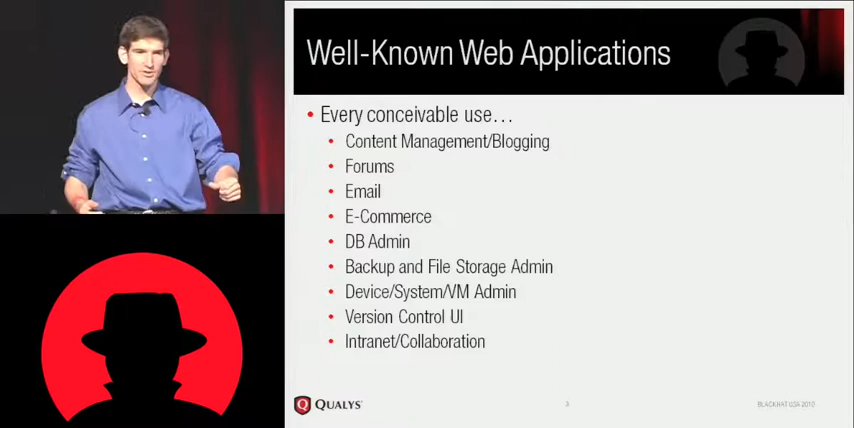 Well-Known Web Applications
• Every conceivable use…
• Content Management/Blogging
• Forums
• Email
• E-Commerce
• DB Admin
• Backup and File Storage Admin
• Device/System/VM Admin
• Version Control UI
• Intranet/Collaboration
QUALYS
BLACKHAT USA 2010